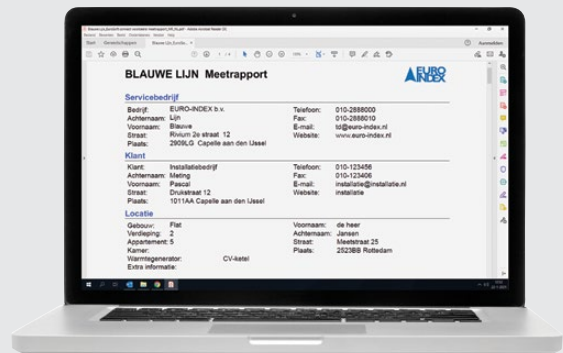 BLAUWE LIJN Meetrapport
EURO
INDEX
Servicebedrijf
Bedrijf: EURO-INDEX b.v. Telefoon: 010-2888000
Achternaam: Lijn Fax: 010-2888010
Voornaam: Blauwe E-mail: td@euro-index.nl
Straat: Rivium 2e straat 12 Website: www.euro-index.nl
Plaats: 2909LG Capelle aan den IJssel
Klant
Klant: Installatiebedrijf Telefoon: 010-123456
Achternaam: Meting Fax: 010-123406
Voornaam: Pascal E-mail: installatie@installatie.nl
Straat: Drukstraat 12 Website: installatie
Plaats: 1011AA Capelle aan den IJssel
Locatie
Gebouw: Flat Voornaam: de heer
Verdieping: 2 Achternaam: Jansen
Appartement: 5 Straat: Meetstraat 25
Kamer: Plaats: 2523BB Rotterdam
Warmtegenerator: CV-ketel
Extra informatie: